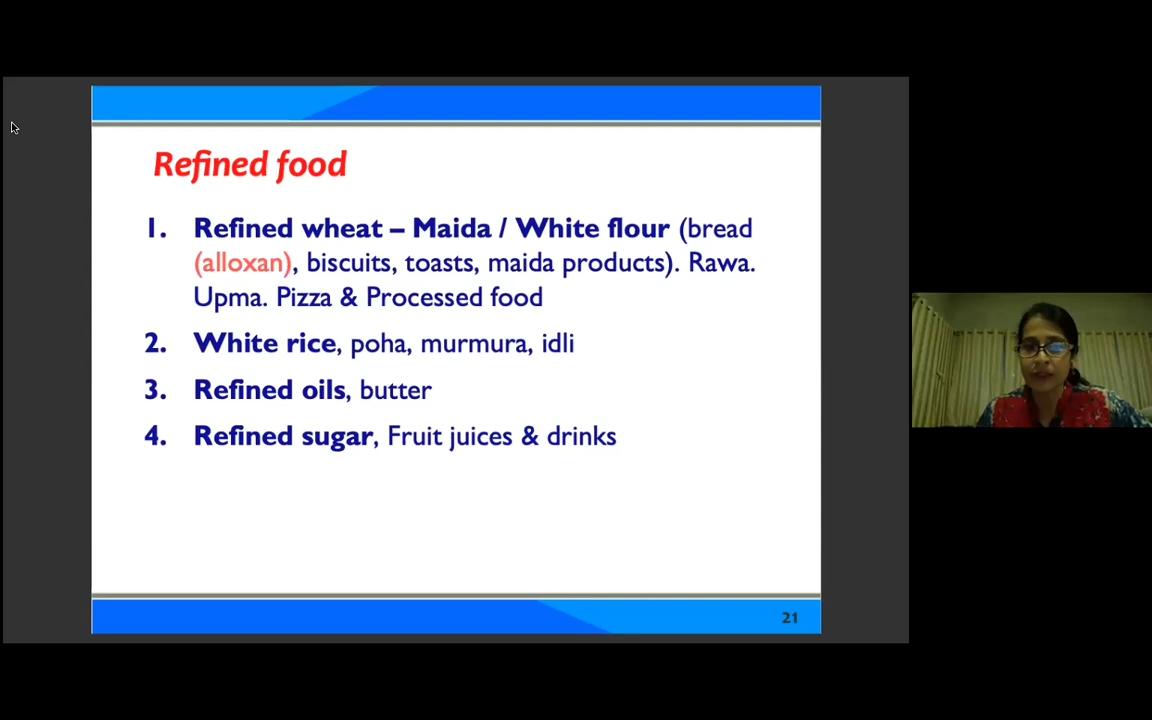 Refined food
1. Refined wheat – Maida / White flour (bread
(alloxan), biscuits, toasts, maida products). Rawa.
Upma. Pizza & Processed food
2. White rice, poha, murmura, idli
3. Refined oils, butter
4. Refined sugar, Fruit juices & drinks
21